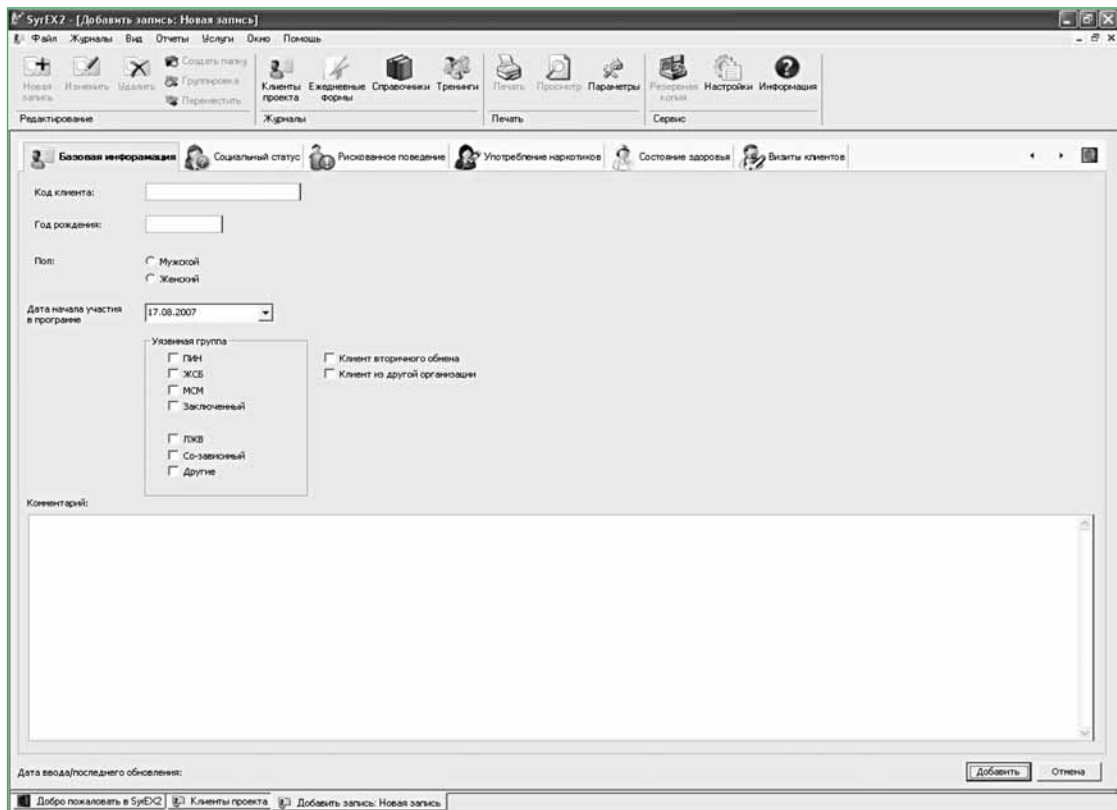 SyrEX2 - [Добавить запись: Новая запись]
Файл Журналы Вид Отчеты Услуги Окно Помощь
Новая запись
Изменить
Удалить
Создать папку
Группировка
Переместить
Клиенты проекта
Ежедневные формы
Справочники
Тренинги
Печать
Просмотр
Параметры
Резервная копия
Настройки
Информация
Редактирование
Журналы
Печать
Сервис
Базовая инфорамация
Социальный статус
Рискованное поведение
Употребление наркотиков
Состояние здоровья
Визиты клиентов
Код клиента:
Год рождения:
Пол:
Мужской
Женский
Дата начала участия
в программе
17.08.2007
Уязвимая группа
ПИН
ЖСБ
МСМ
Заключенный
ЛЖВ
Со-зависимый
Другие
Клиент вторичного обмена
Клиент из другой организации
Комментарий:
Дата ввода/последнего обновления:
Добавить
Отмена
Добро пожаловать в SyrEX2
Клиенты проекта
Добавить запись: Новая запись